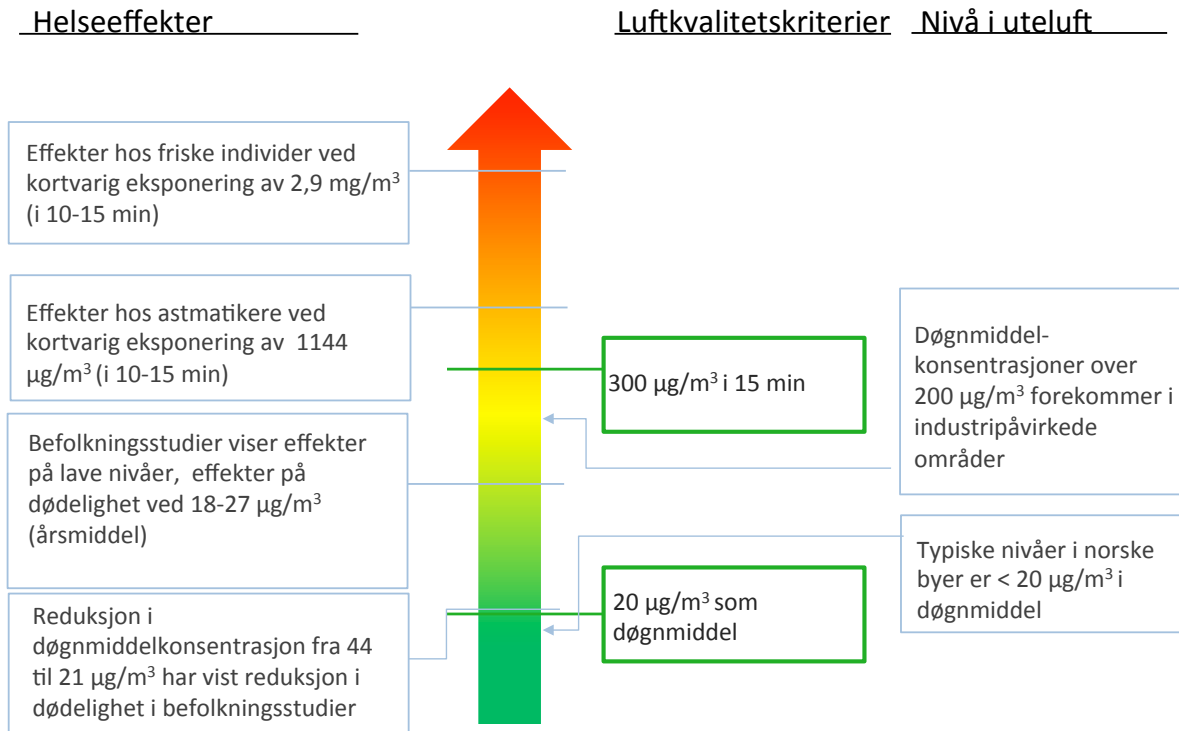 Helseeffekter
Luftkvalitetskriterier
Nivå i uteluft
Effekter hos friske individer ved
kortvarig eksponering av 2,9 mg/m³
(i 10-15 min)
Effekter hos astmatikere ved
kortvarig eksponering av 1144
µg/m³ (i 10-15 min)
Befolkningsstudier viser effekter
på lave nivåer, effekter på
dødelighet ved 18-27 µg/m³
(årsmiddel)
Reduksjon i
døgnmiddelkonsentrasjon fra 44
til 21 µg/m³ har vist reduksjon i
dødelighet i befolkningsstudier
300 µg/m³ i 15 min
20 µg/m³ som
døgnmiddel
Døgnmiddel-
konsentrasjoner over
200 µg/m³ forekommer i
industripåvirkede
områder
Typiske nivåer i norske
byer er < 20 µg/m³ i
døgnmiddel